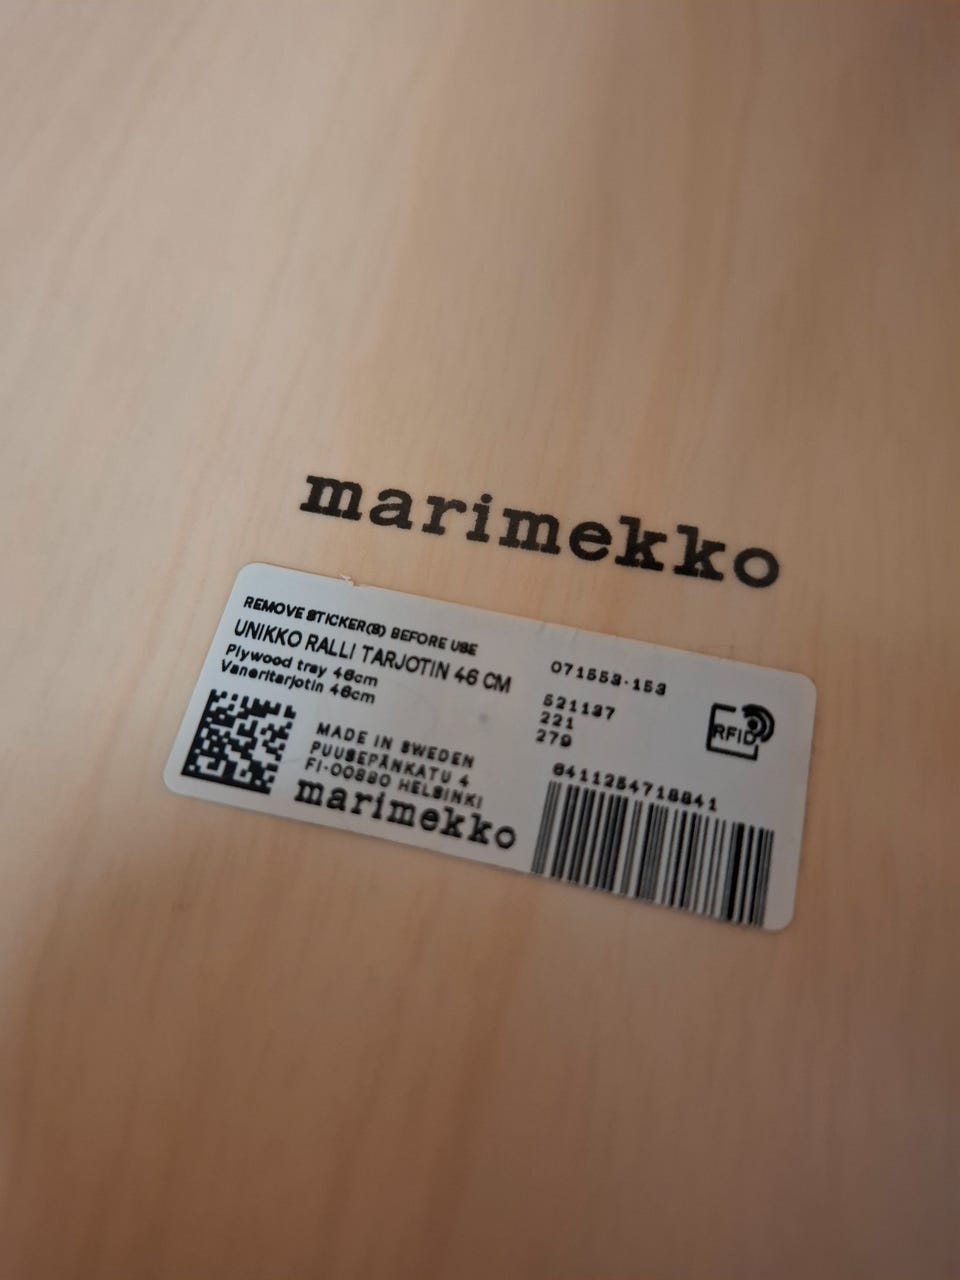 marimekko
REMOVE STICKER(S) BEFORE USE
UNIKKO RALLI TARJOTIN 46 CM
Plywood tray 46cm
Vaneritarjotin 46cm
MADE IN SWEDEN
PUUSEPÄNKATU 4
FI-00880 HELSINKI
marimekko
071553-153
521137
221
279
RFID